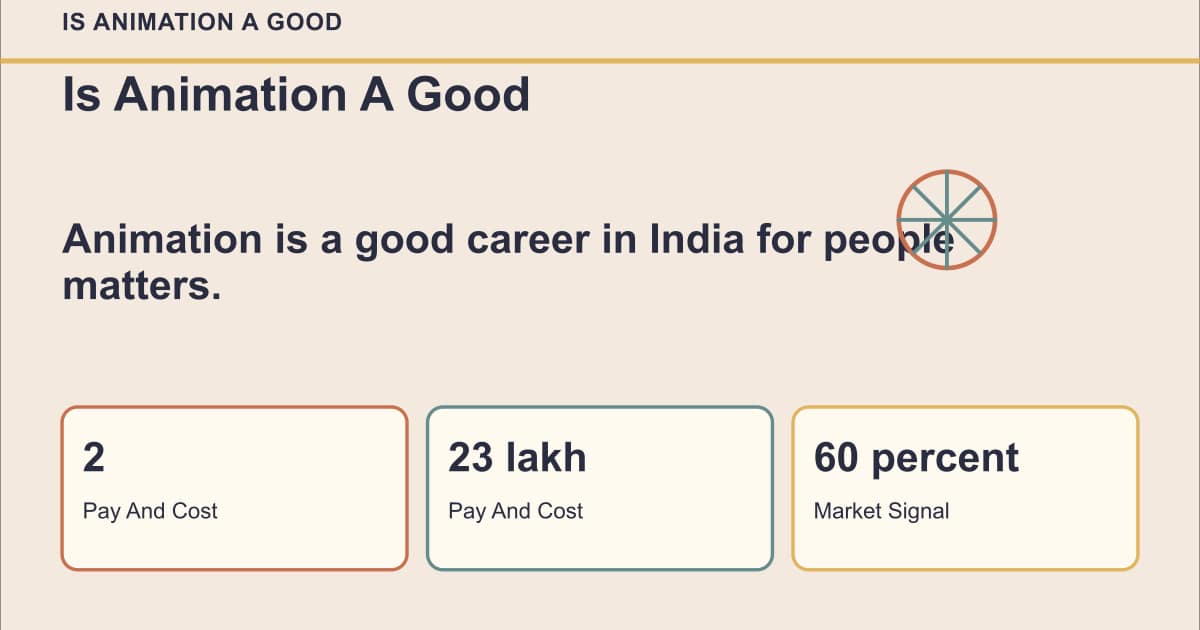 IS ANIMATION A GOOD
Is Animation A Good
Animation is a good career in India for people
matters.
2
Pay And Cost
23 lakh
Pay And Cost
60 percent
Market Signal